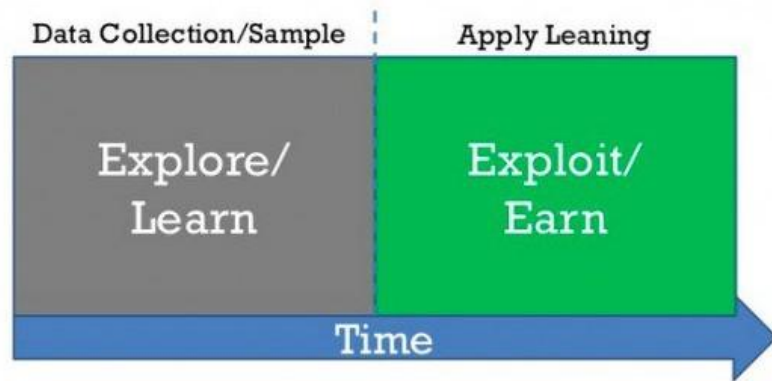 Data Collection/Sample
Apply Leaning
Explore/
Learn
Exploit/
Earn
Time